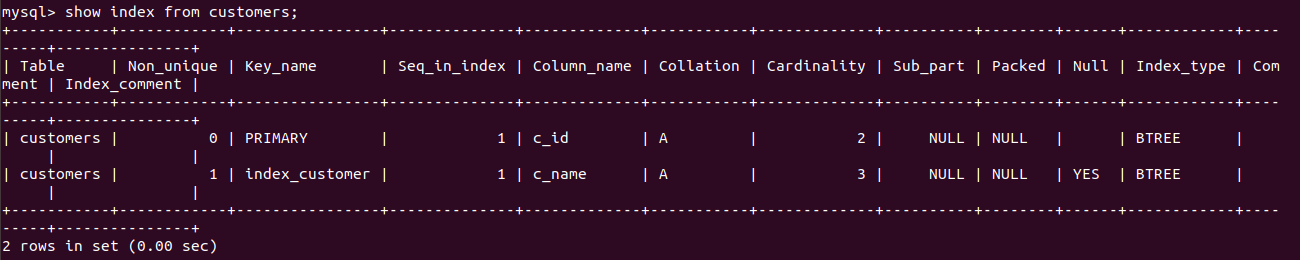 mysql> show index from customers;
+-----------+------------+----------------+--------------+-------------+-----------+-------------+----------+--------+------+------------+----
-----+---------------+
| Table     | Non_unique | Key_name       | Seq_in_index | Column_name | Collation | Cardinality | Sub_part | Packed | Null | Index_type | Com
ment | Index_comment |
+-----------+------------+----------------+--------------+-------------+-----------+-------------+----------+--------+------+------------+----
-----+---------------+
| customers |          0 | PRIMARY        |            1 | c_id        | A         |           2 |     NULL | NULL   |      | BTREE      |
     |               |
| customers |          1 | index_customer |            1 | c_name      | A         |           3 |     NULL | NULL   | YES  | BTREE      |
     |               |
+-----------+------------+----------------+--------------+-------------+-----------+-------------+----------+--------+------+------------+----
-----+---------------+
2 rows in set (0.00 sec)